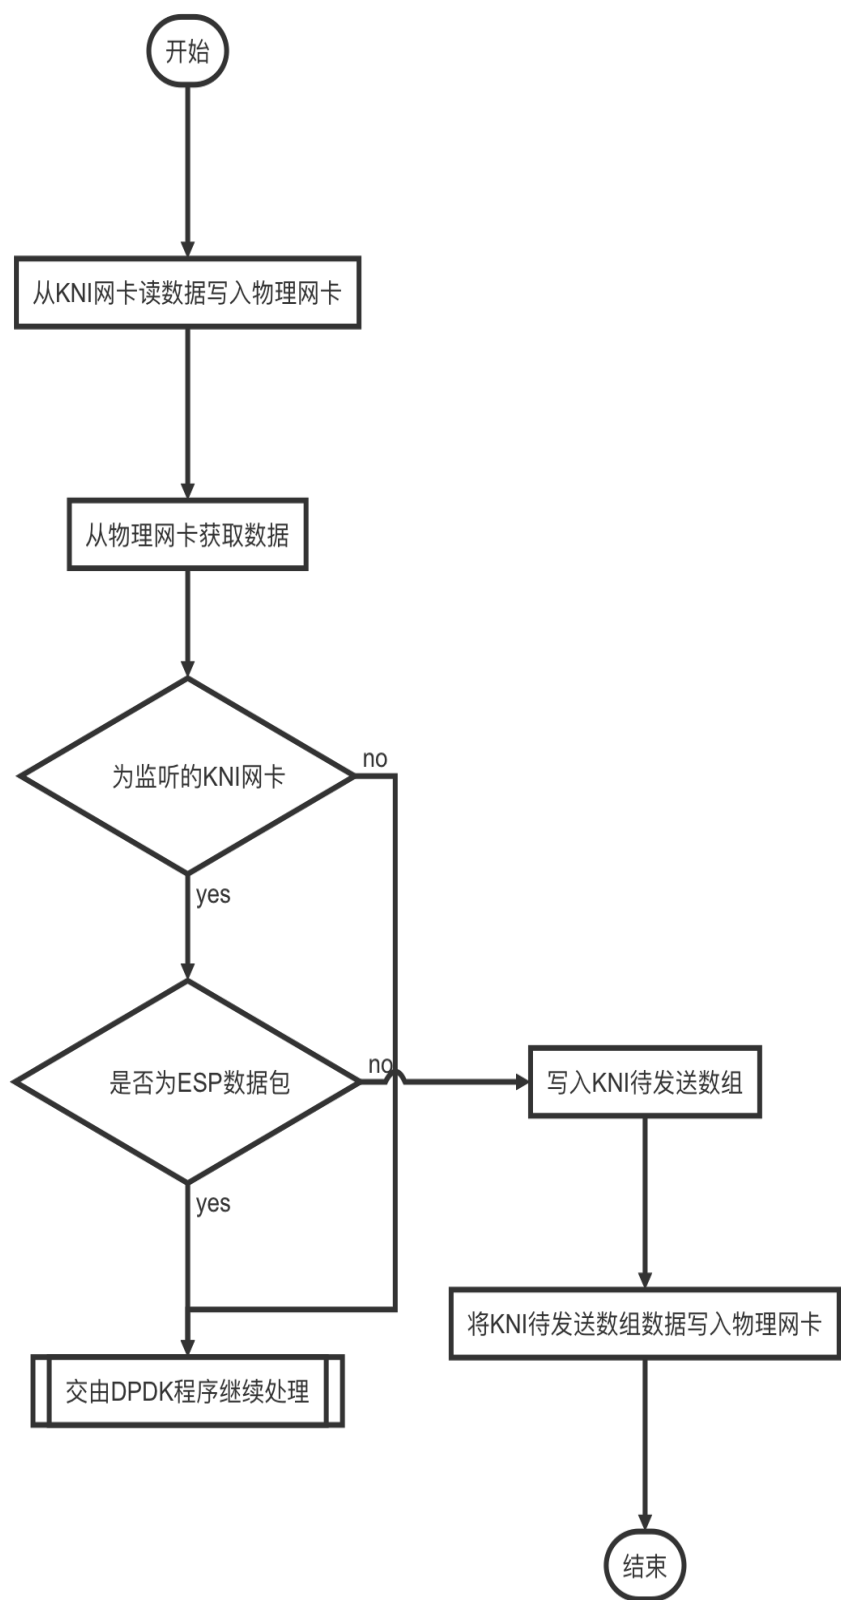 开始
从KNI网卡读数据写入物理网卡
从物理网卡获取数据
为监听的KNI网卡
no
yes
是否为ESP数据包
no
写入KNI待发送数组
yes
将KNI待发送数组数据写入物理网卡
交由DPDK程序继续处理
结束